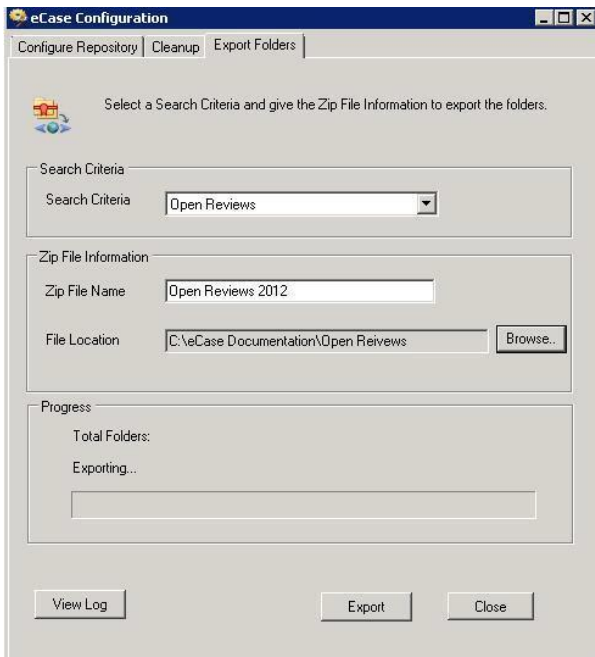 eCase Configuration
Configure Repository Cleanup Export Folders
Select a Search Criteria and give the Zip File Information to export the folders.
Search Criteria
Search Criteria Open Reviews
Zip File Information
Zip File Name Open Reviews 2012
File Location C:\eCase Documentation\Open Reivews Browse..
Progress
Total Folders:
Exporting...
View Log Export Close